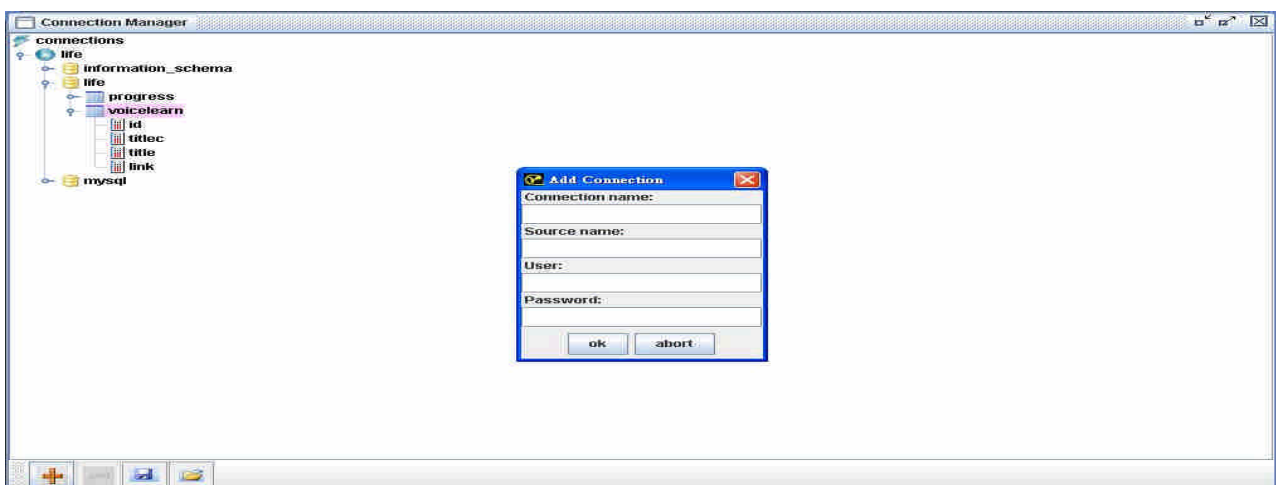 Connection Manager
connections
life
information_schema
life
progress
voicelearn
id
titlec
title
link
mysql
Add Connection
Connection name:
Source name:
User:
Password:
ok
abort